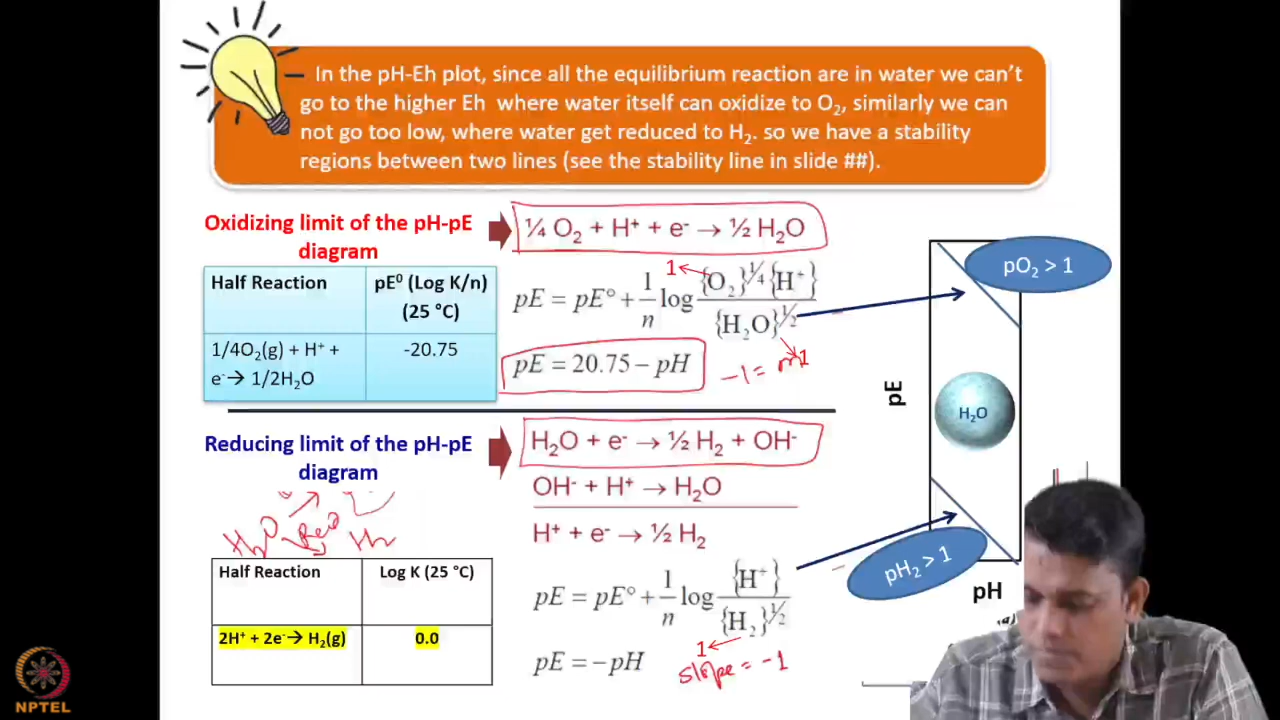 In the pH-Eh plot, since all the equilibrium reaction are in water we can't
go to the higher Eh where water itself can oxidize to O₂, similarly we can
not go too low, where water get reduced to H₂. so we have a stability
regions between two lines (see the stability line in slide ##).
Oxidizing limit of the pH-pE
diagram
¼ O₂ + H⁺ + e⁻ → ½ H₂O
Half Reaction
pE⁰ (Log K/n)
(25 °C)
1/4O₂(g) + H⁺ +
e⁻→ 1/2H₂O
-20.75
1
pE = pE° + 1/n log {O₂}^¼{H⁺} / {H₂O}^½
1
pE = 20.75 – pH
-1 = m
pO₂ > 1
pE
H₂O
pH₂ > 1
pH
(a)
Reducing limit of the pH-pE
diagram
H₂O + e⁻ → ½ H₂ + OH⁻
OH⁻ + H⁺ → H₂O
H⁺ + e⁻ → ½ H₂
H₂O Red H₂
Half Reaction
Log K (25 °C)
2H⁺ + 2e⁻→ H₂(g)
0.0
pE = pE° + 1/n log {H⁺} / {H₂}^½
1
pE = –pH
slope = -1
NPTEL